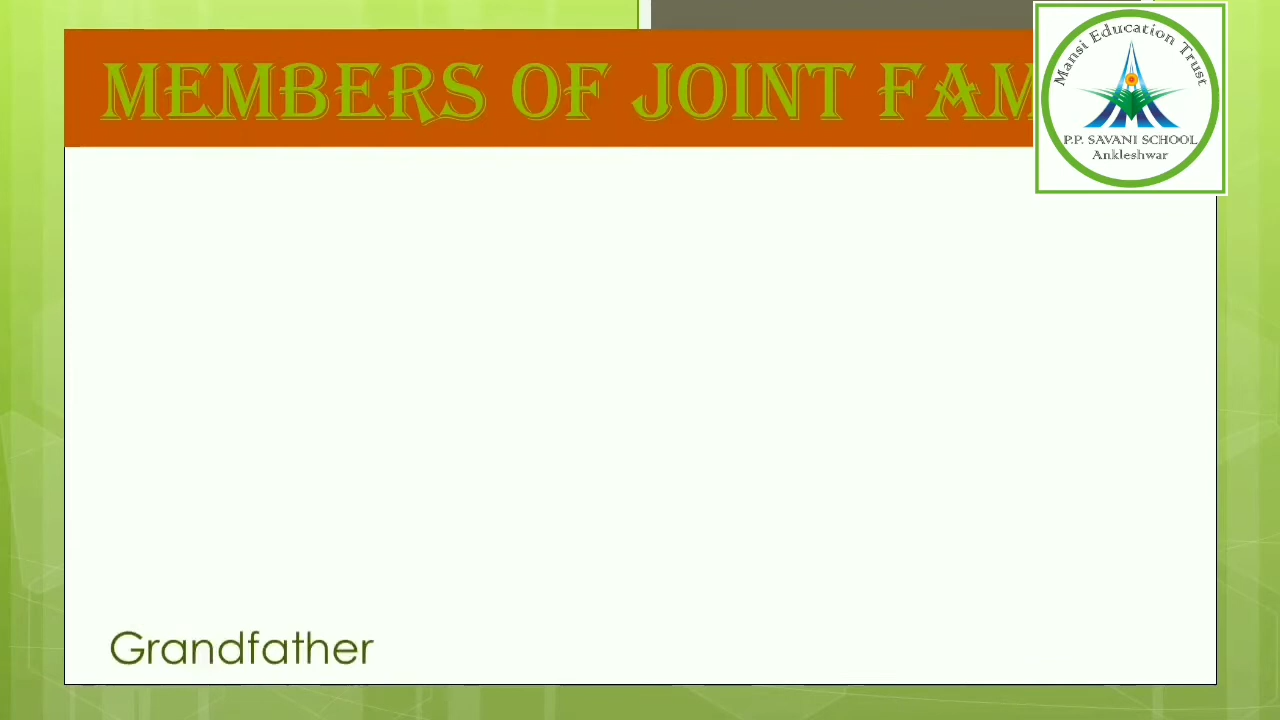 MEMBERS OF JOINT FAM
Mansi Education Trust
P.P. SAVANI SCHOOL
Ankleshwar
Grandfather